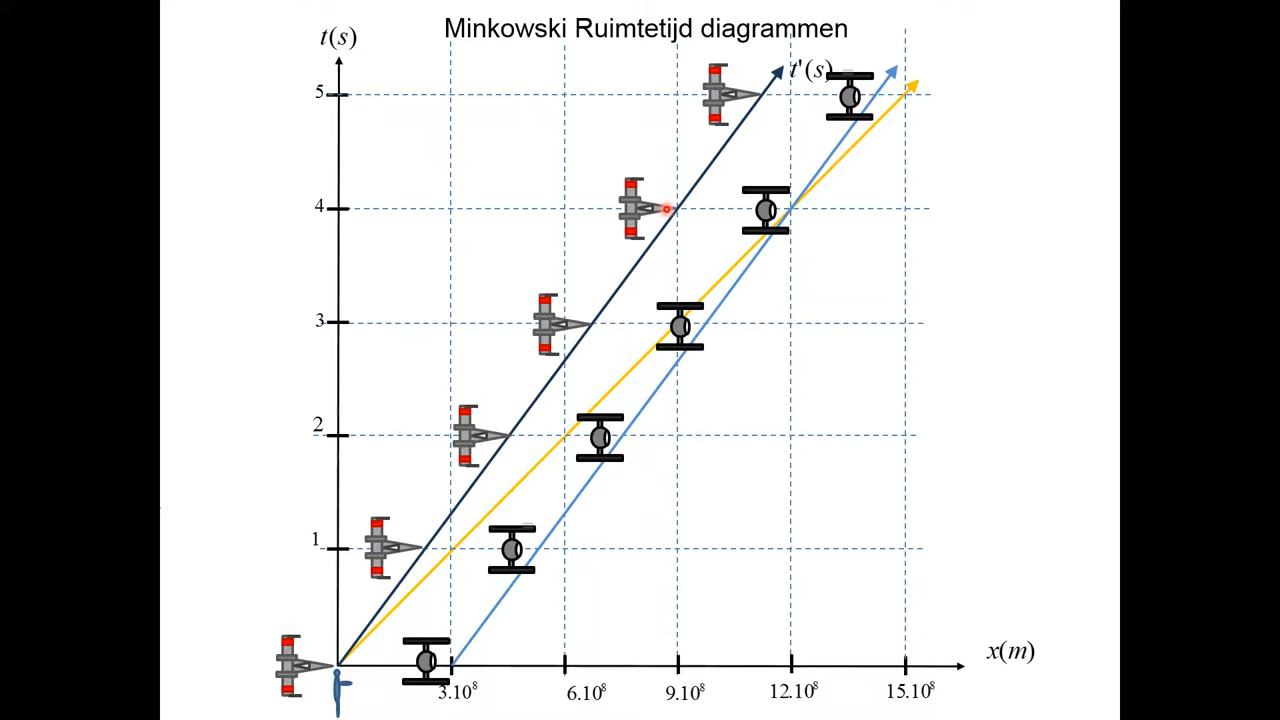 Minkowski Ruimtetijd diagrammen
t(s)
t'(s)
5
4
3
2
1
x(m)
3.10⁸ 6.10⁸ 9.10⁸ 12.10⁸ 15.10⁸